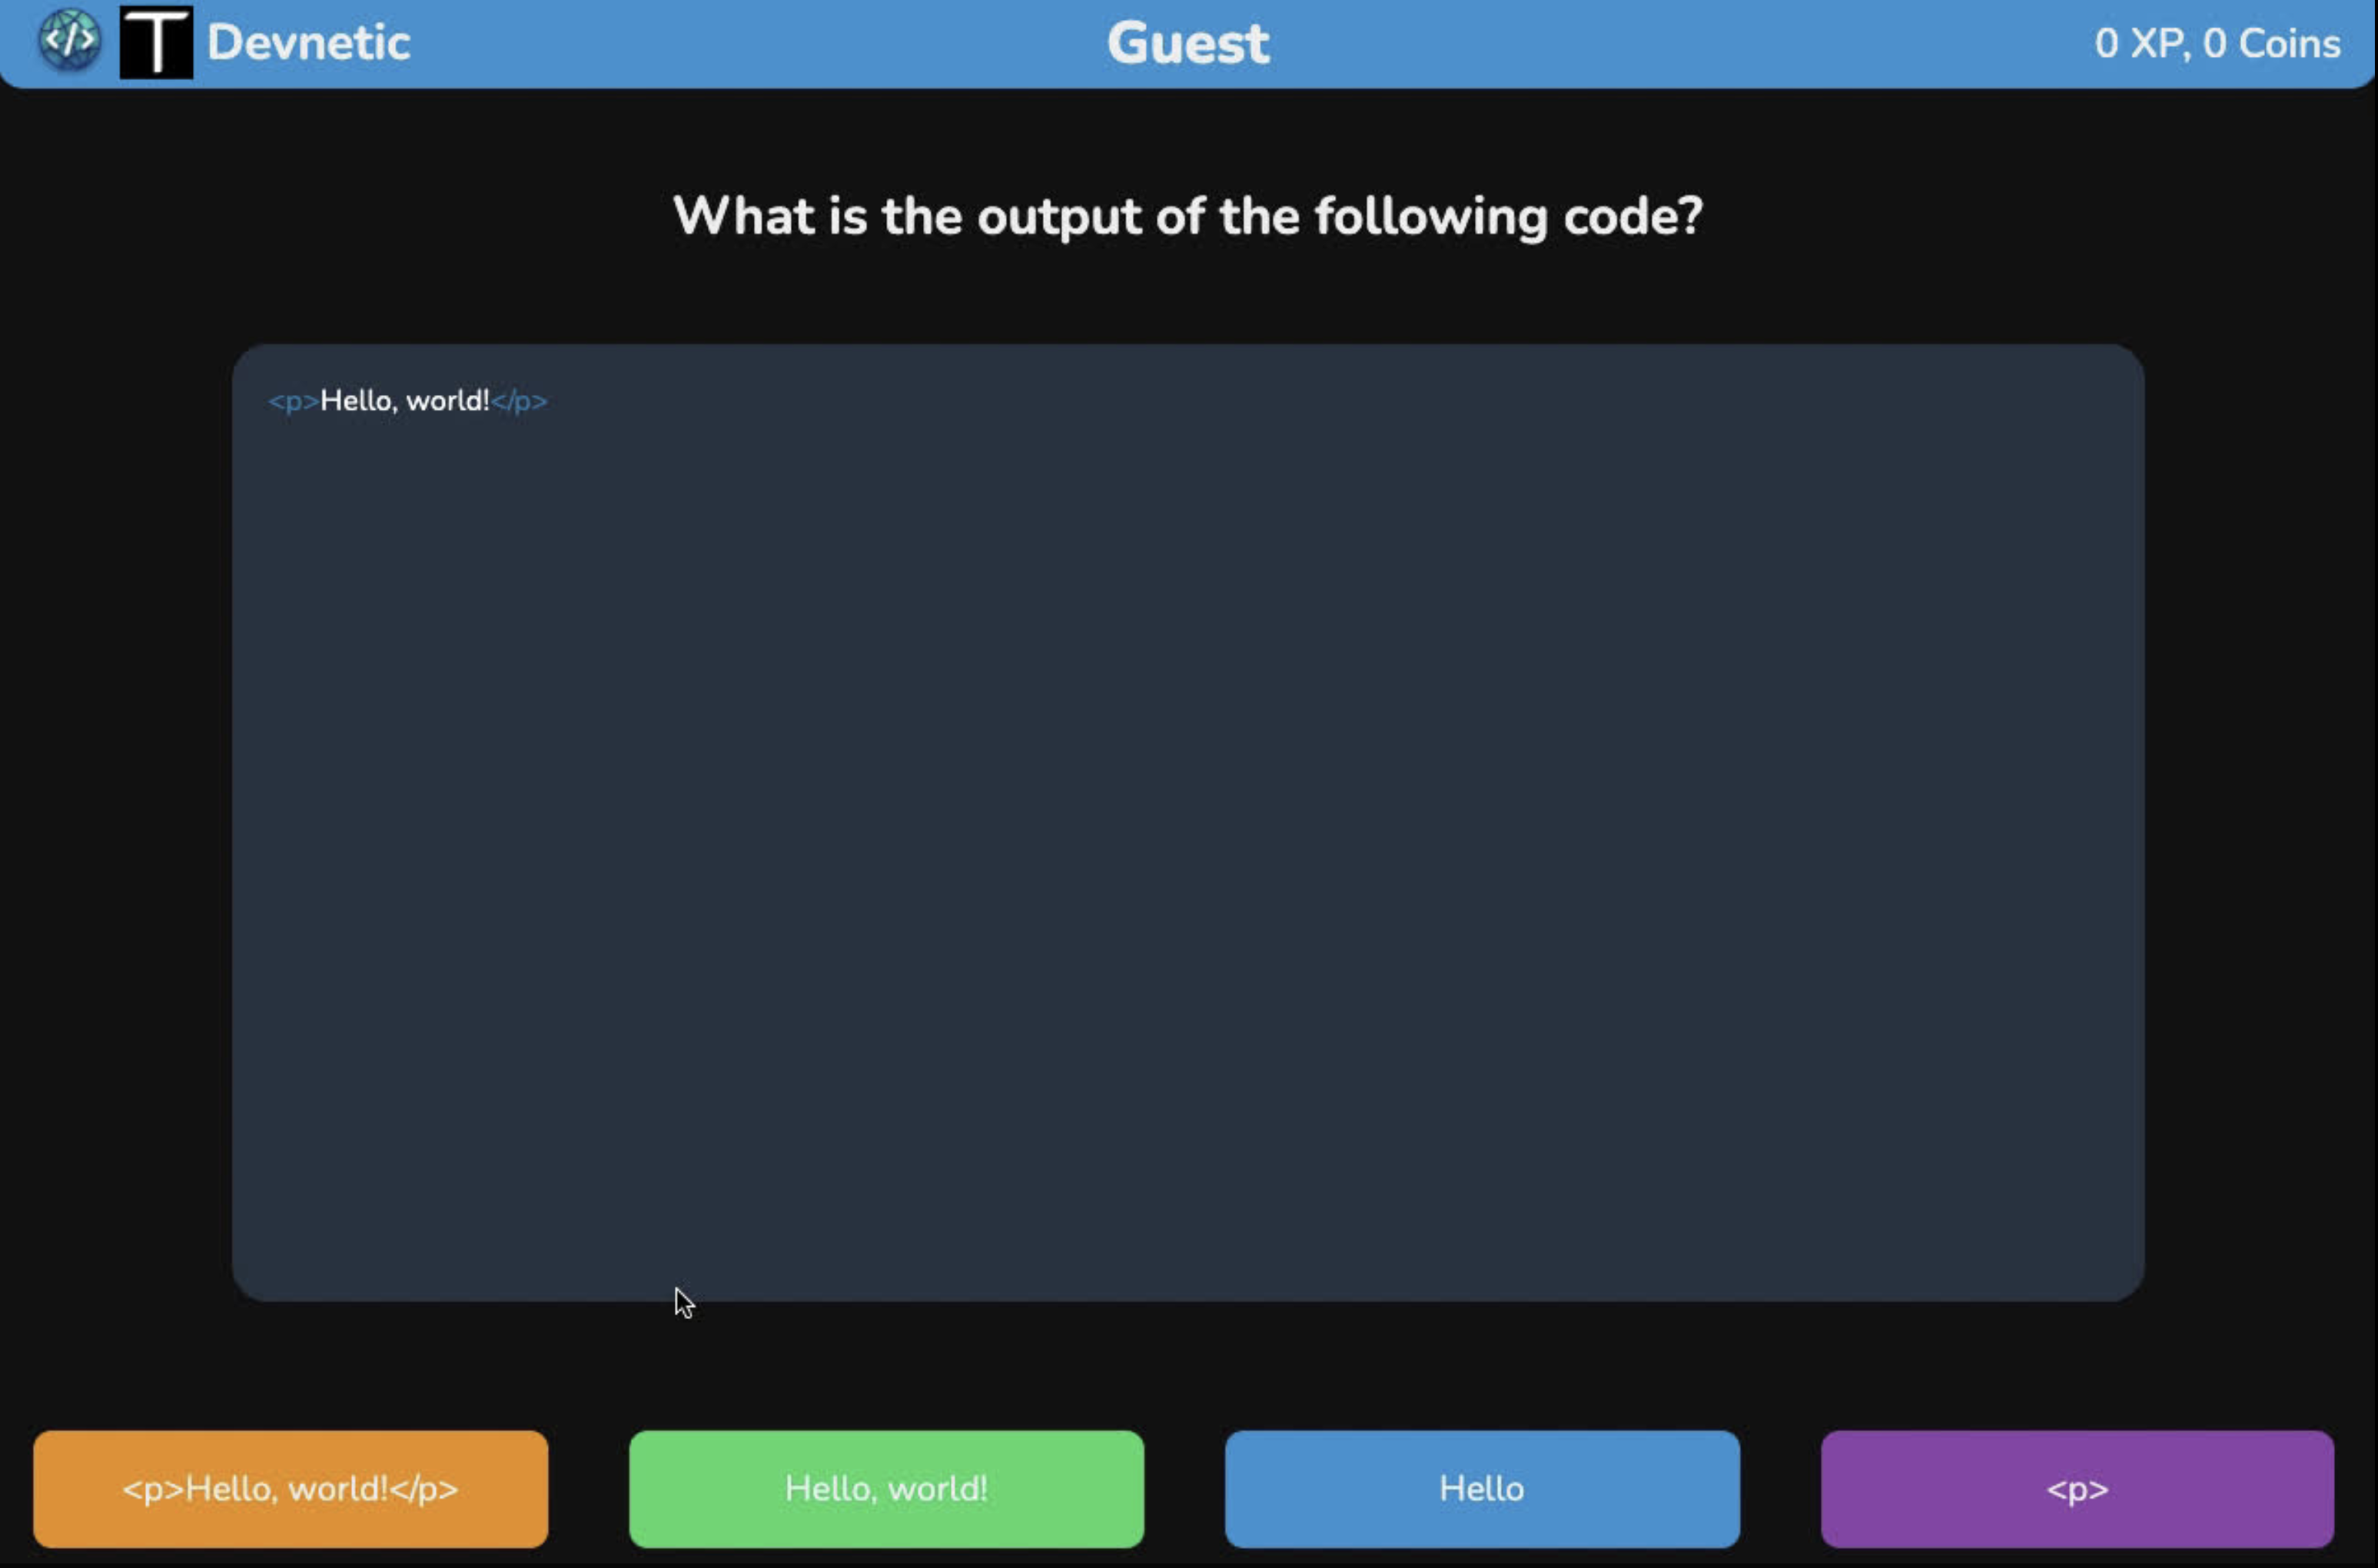 </> T Devnetic
Guest
0 XP, 0 Coins
What is the output of the following code?
<p>Hello, world!</p>
<p>Hello, world!</p>
Hello, world!
Hello
<p>